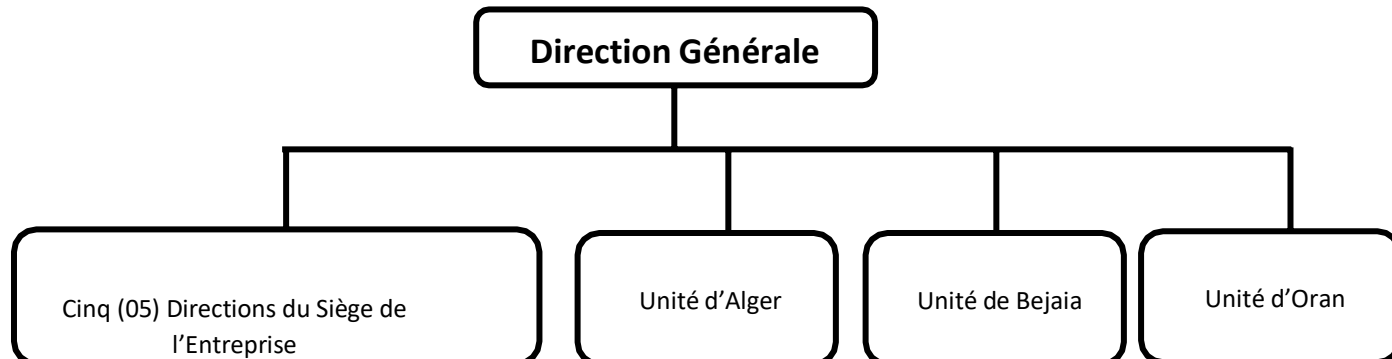 Direction Générale
Cinq (05) Directions du Siège de
l’Entreprise
Unité d’Alger
Unité de Bejaia
Unité d’Oran